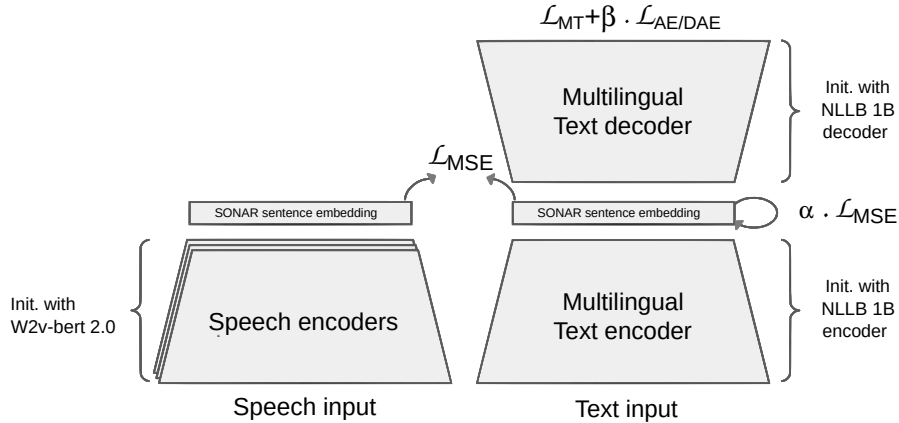 ℒMT+β . ℒAE/DAE
Multilingual
Text decoder
Init. with
NLLB 1B
decoder
ℒMSE
SONAR sentence embedding
SONAR sentence embedding
α . ℒMSE
Init. with
W2v-bert 2.0
Speech encoders
Multilingual
Text encoder
Init. with
NLLB 1B
encoder
Speech input
Text input